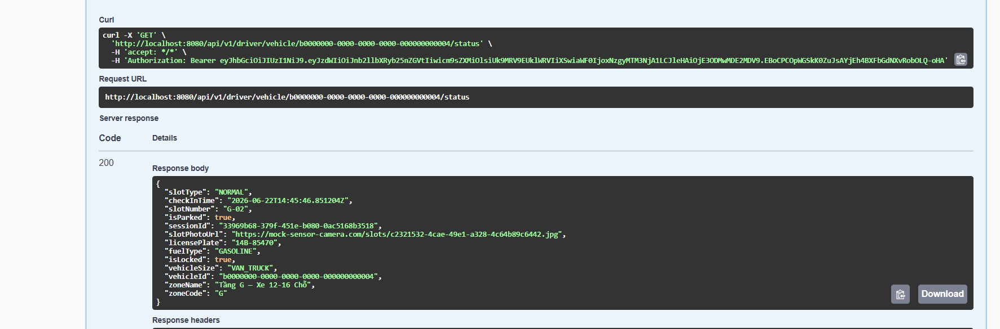 Curl
curl -X 'GET' \
'http://localhost:8080/api/v1/driver/vehicle/b0000000-0000-0000-0000-000000000004/status' \
-H 'accept: */*' \
-H 'Authorization: Bearer eyJhbGciOiJIUzI1NiJ9.eyJzdWIiOiJnb2llbXRyb25nZGVtIiwicm9sZXMiOlsiUk9MRV9EUklWRVIiXSwiaWF0IjoxNzgyMTM3NjA1LCJleHAiOjE3ODMwMDE2MDV9.EBoCPCOpWGSkK0ZuJsAYjEh4BXFbGdNXvRobOLQ-oHA'
Request URL
http://localhost:8080/api/v1/driver/vehicle/b0000000-0000-0000-0000-000000000004/status
Server response
Code Details
200
Response body
{
"slotType": "NORMAL",
"checkInTime": "2026-06-22T14:45:46.851204Z",
"slotNumber": "G-02",
"isParked": true,
"sessionId": "33969b68-379f-451e-b080-0ac5168b3518",
"slotPhotoUrl": "https://mock-sensor-camera.com/slots/c2321532-4cae-49e1-a328-4c64b89c6442.jpg",
"licensePlate": "14B-85470",
"fuelType": "GASOLINE",
"isLocked": true,
"vehicleSize": "VAN_TRUCK",
"vehicleId": "b0000000-0000-0000-0000-000000000004",
"zoneName": "Tầng G — Xe 12-16 Chỗ",
"zoneCode": "G"
}
Download
Response headers